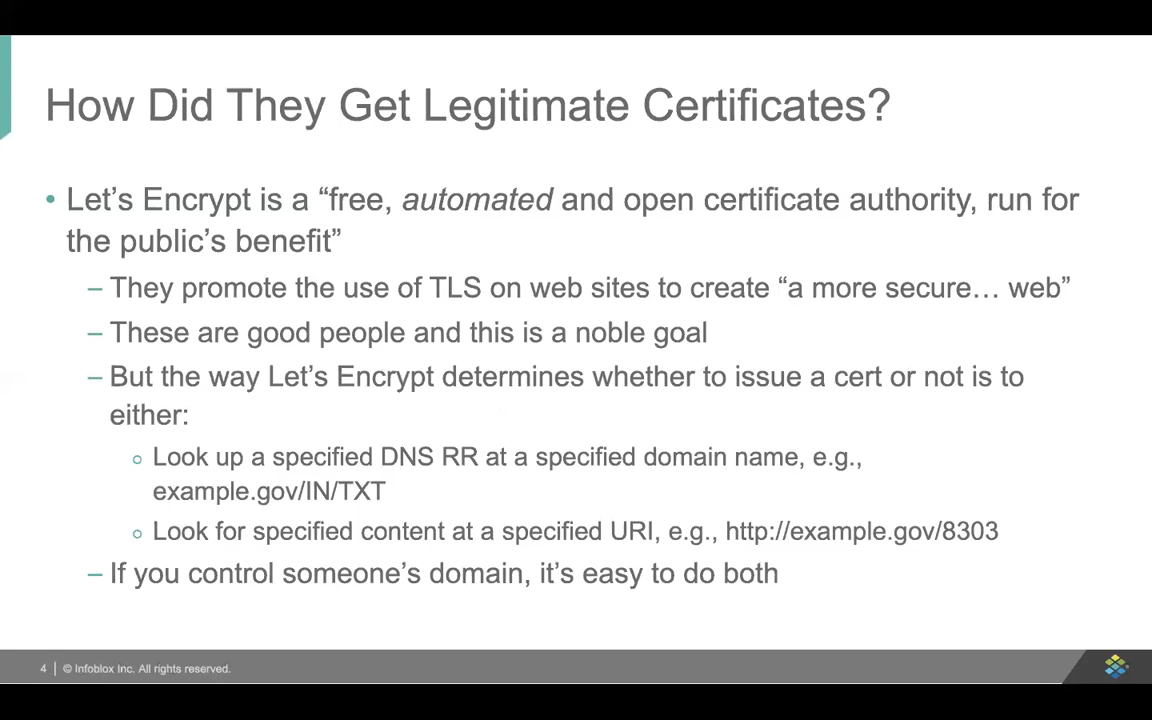 How Did They Get Legitimate Certificates?
• Let’s Encrypt is a “free, automated and open certificate authority, run for
the public’s benefit”
– They promote the use of TLS on web sites to create “a more secure… web”
– These are good people and this is a noble goal
– But the way Let’s Encrypt determines whether to issue a cert or not is to
either:
○ Look up a specified DNS RR at a specified domain name, e.g.,
example.gov/IN/TXT
○ Look for specified content at a specified URI, e.g., http://example.gov/8303
– If you control someone’s domain, it’s easy to do both
4 | © Infoblox Inc. All rights reserved.